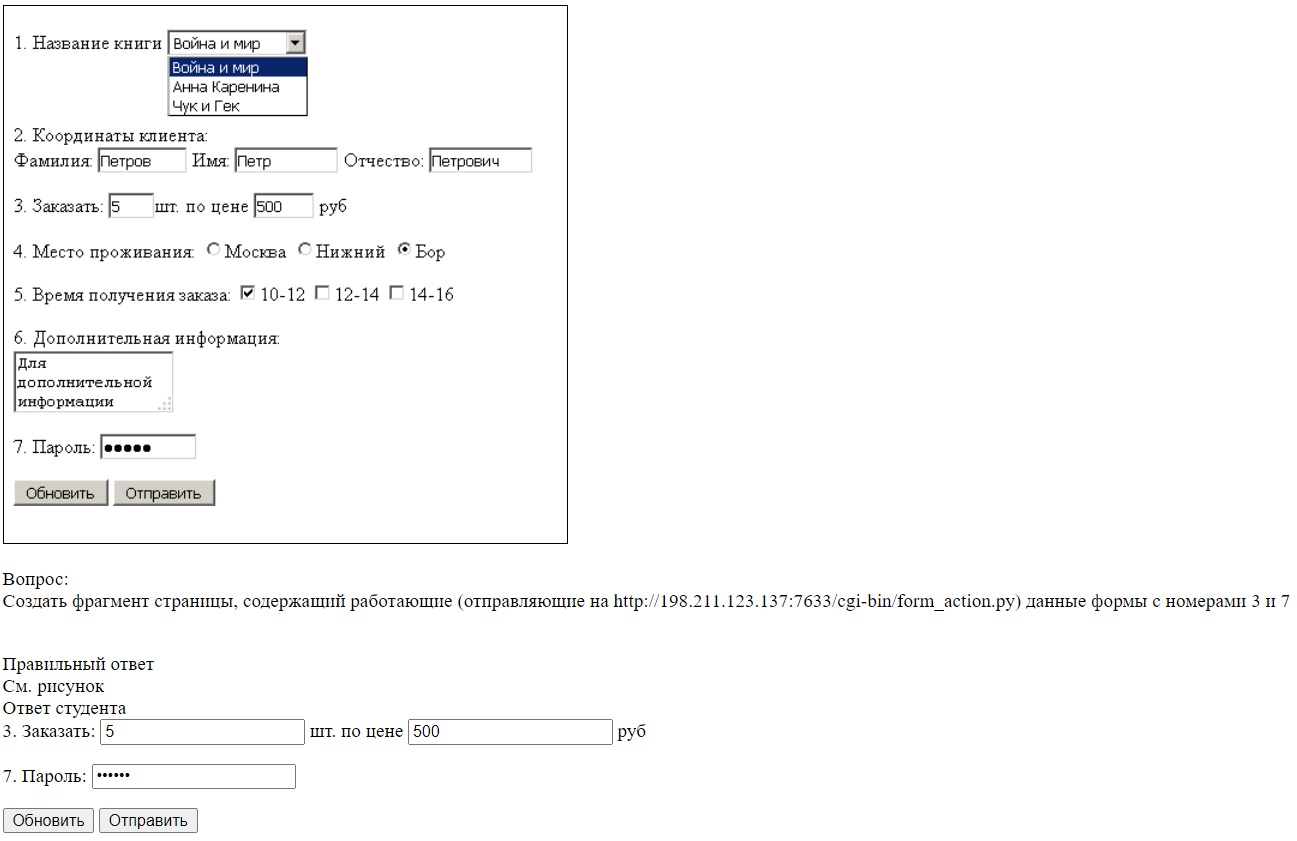 1. Название книги Война и мир
Война и мир
Анна Каренина
Чук и Гек
2. Координаты клиента:
Фамилия: Петров Имя: Петр Отчество: Петрович
3. Заказать: 5 шт. по цене 500 руб
4. Место проживания: Москва Нижний Бор
5. Время получения заказа: 10-12 12-14 14-16
6. Дополнительная информация:
Для
дополнительной
информации
7. Пароль: •••••
Обновить Отправить
Вопрос:
Создать фрагмент страницы, содержащий работающие (отправляющие на http://198.211.123.137:7633/cgi-bin/form_action.py) данные формы с номерами 3 и 7
Правильный ответ
См. рисунок
Ответ студента
3. Заказать: 5 шт. по цене 500 руб
7. Пароль: ••••••
Обновить Отправить